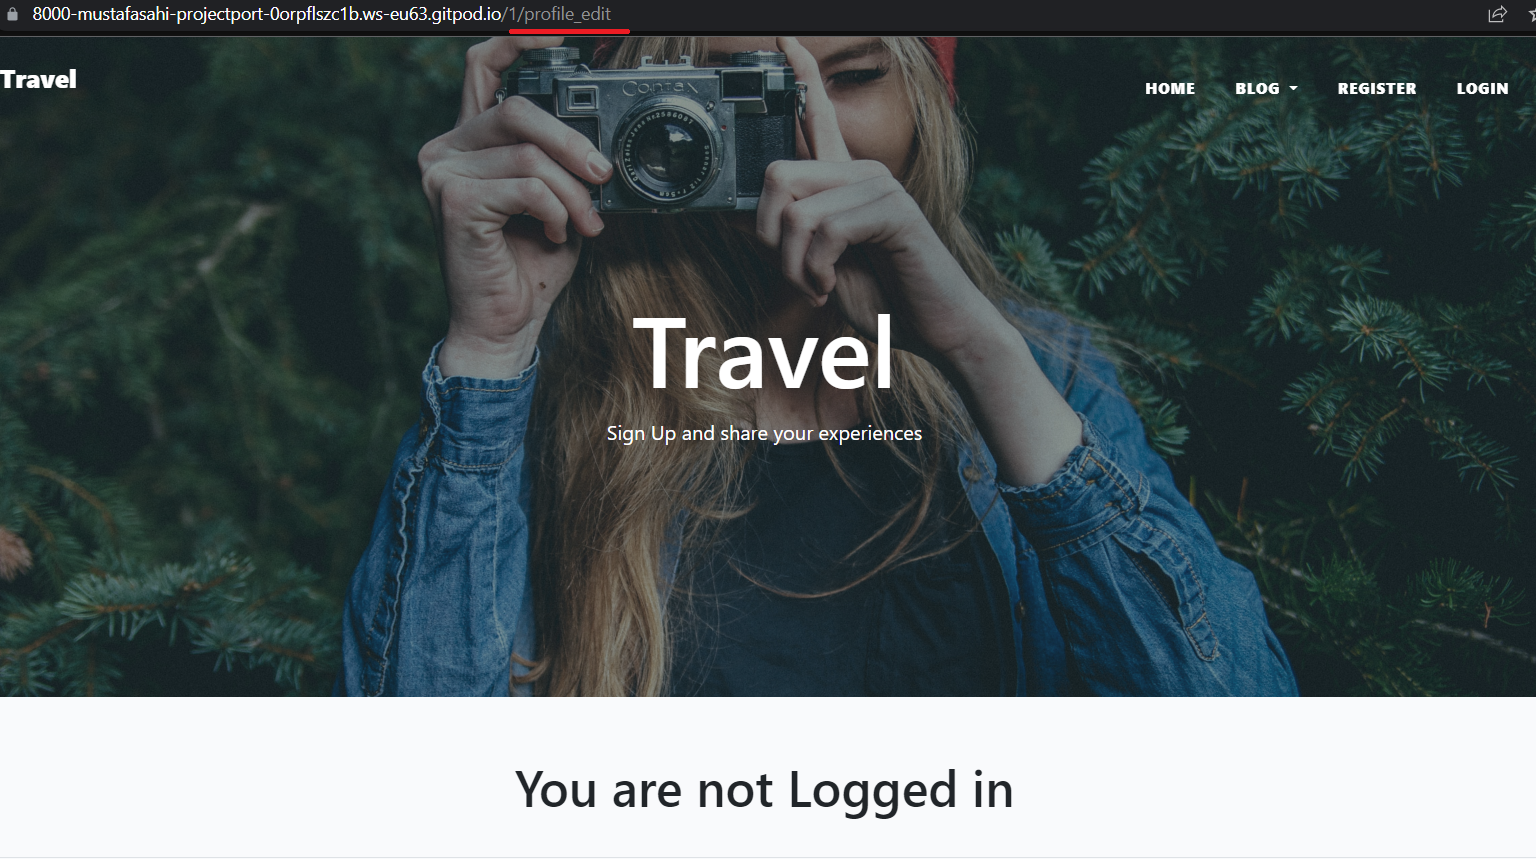 8000-mustafasahi-projectport-0orpflszc1b.ws-eu63.gitpod.io/1/profile_edit
Travel
HOME BLOG REGISTER LOGIN
Contax
Travel
Sign Up and share your experiences
You are not Logged in